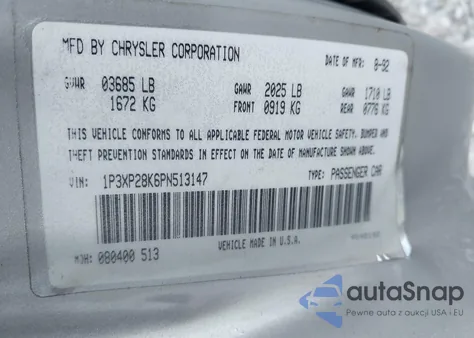 MFD BY CHRYSLER CORPORATION DATE OF MFR: 8-92
GVWR 03685 LB GAWR 2025 LB GAWR 1710 LB
1672 KG FRONT 0919 KG REAR 0776 KG
THIS VEHICLE CONFORMS TO ALL APPLICABLE FEDERAL MOTOR VEHICLE SAFETY, BUMPER AND
THEFT PREVENTION STANDARDS IN EFFECT ON THE DATE OF MANUFACTURE SHOWN ABOVE.
VIN: 1P3XP28K6PN513147 TYPE: PASSENGER CAR
VEHICLE MADE IN U.S.A.
MDH: 080400 513
autoSnap
Pewne auta z aukcji USA i EU